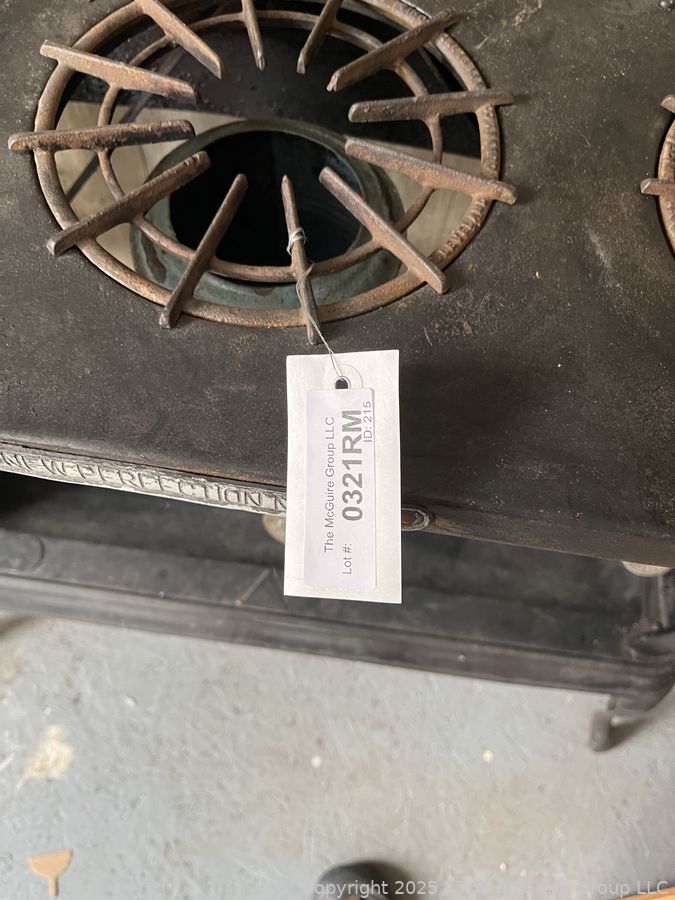 NEW PERFECTION
The McGuire Group LLC
Lot #: 0321RM
ID: 215
Copyright 2025 Group LLC